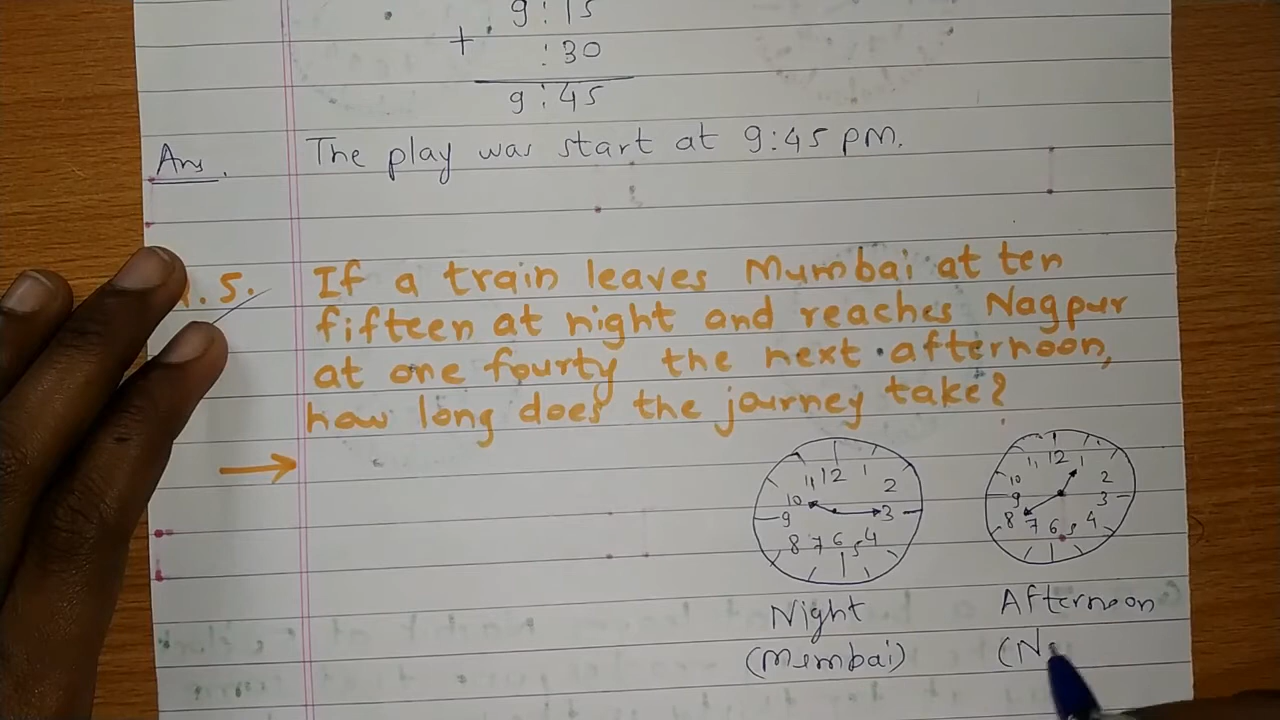 9:15
+ :30
9:45
Ans. The play was start at 9:45 pm.
.5. If a train leaves Mumbai at ten
fifteen at night and reaches Nagpur
at one fourty the next afternoon,
how long does the journey take?
12 1 2 3 4 5 6 7 8 9 10 11
12 1 2 3 4 5 6 7 8 9 10 11
Night Afternoon
(Mumbai) (N